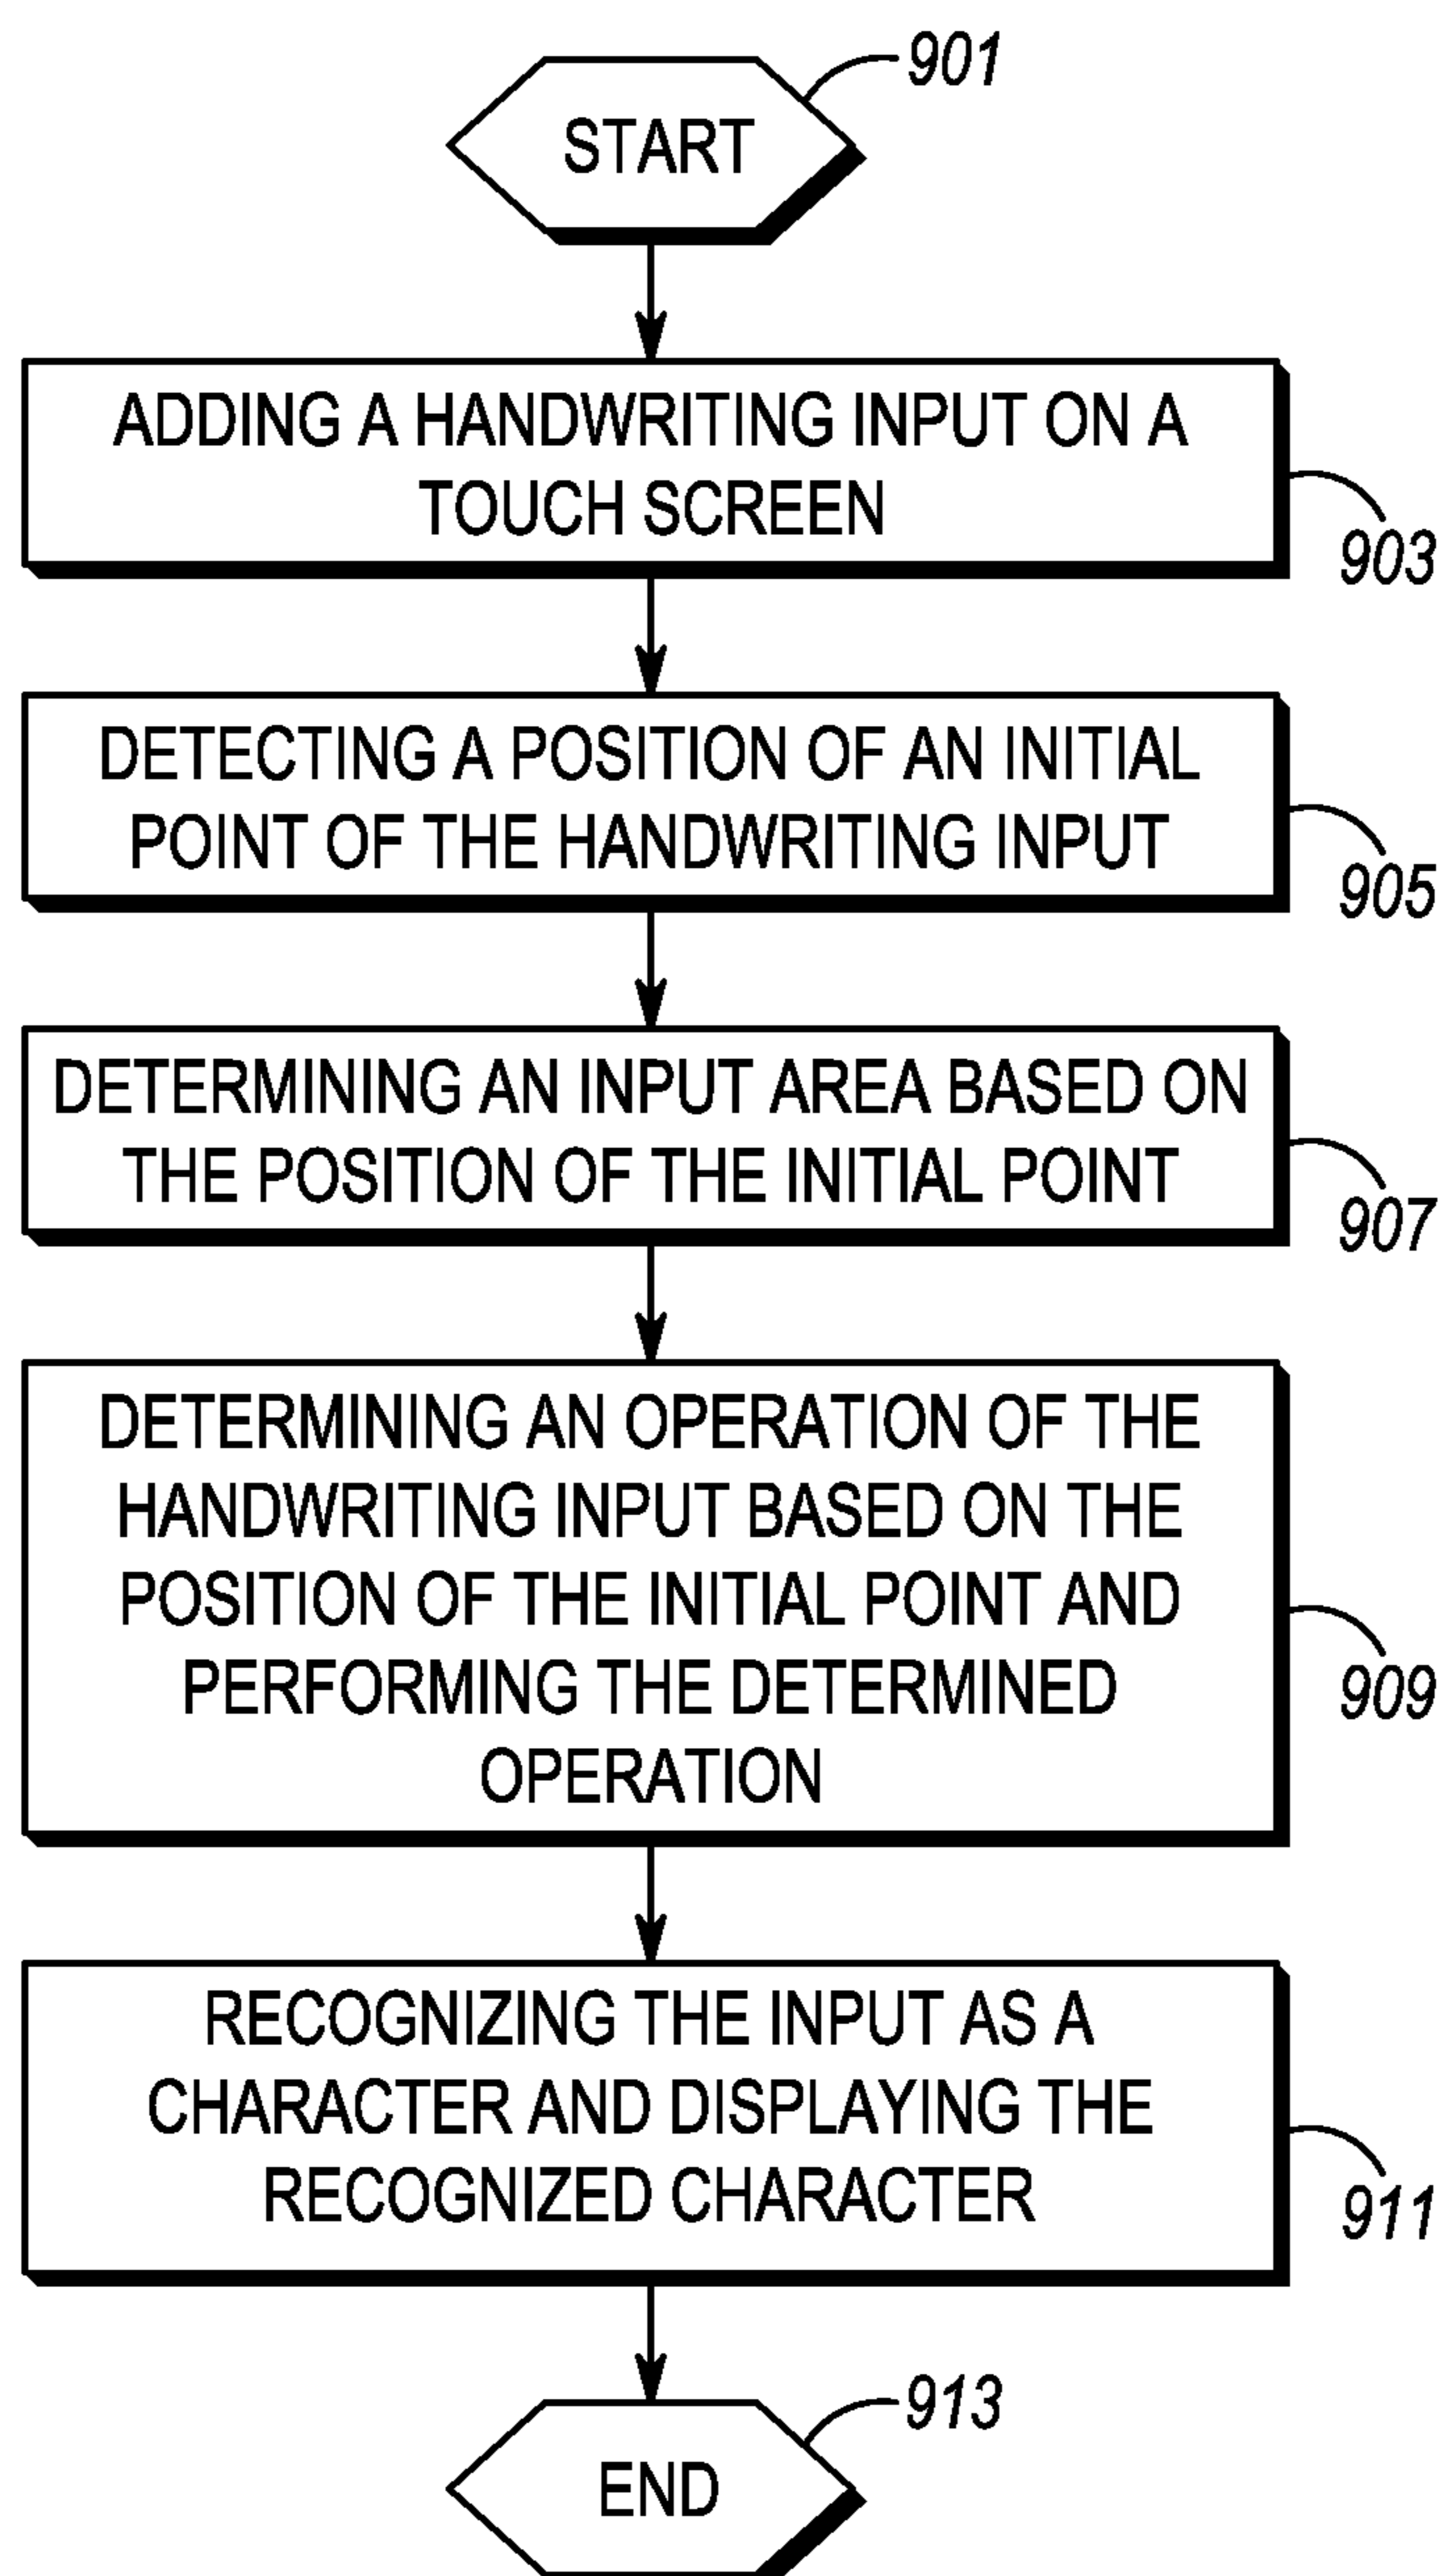 901
START
ADDING A HANDWRITING INPUT ON A
TOUCH SCREEN
903
DETECTING A POSITION OF AN INITIAL
POINT OF THE HANDWRITING INPUT
905
DETERMINING AN INPUT AREA BASED ON
THE POSITION OF THE INITIAL POINT
907
DETERMINING AN OPERATION OF THE
HANDWRITING INPUT BASED ON THE
POSITION OF THE INITIAL POINT AND
PERFORMING THE DETERMINED
OPERATION
909
RECOGNIZING THE INPUT AS A
CHARACTER AND DISPLAYING THE
RECOGNIZED CHARACTER
911
913
END